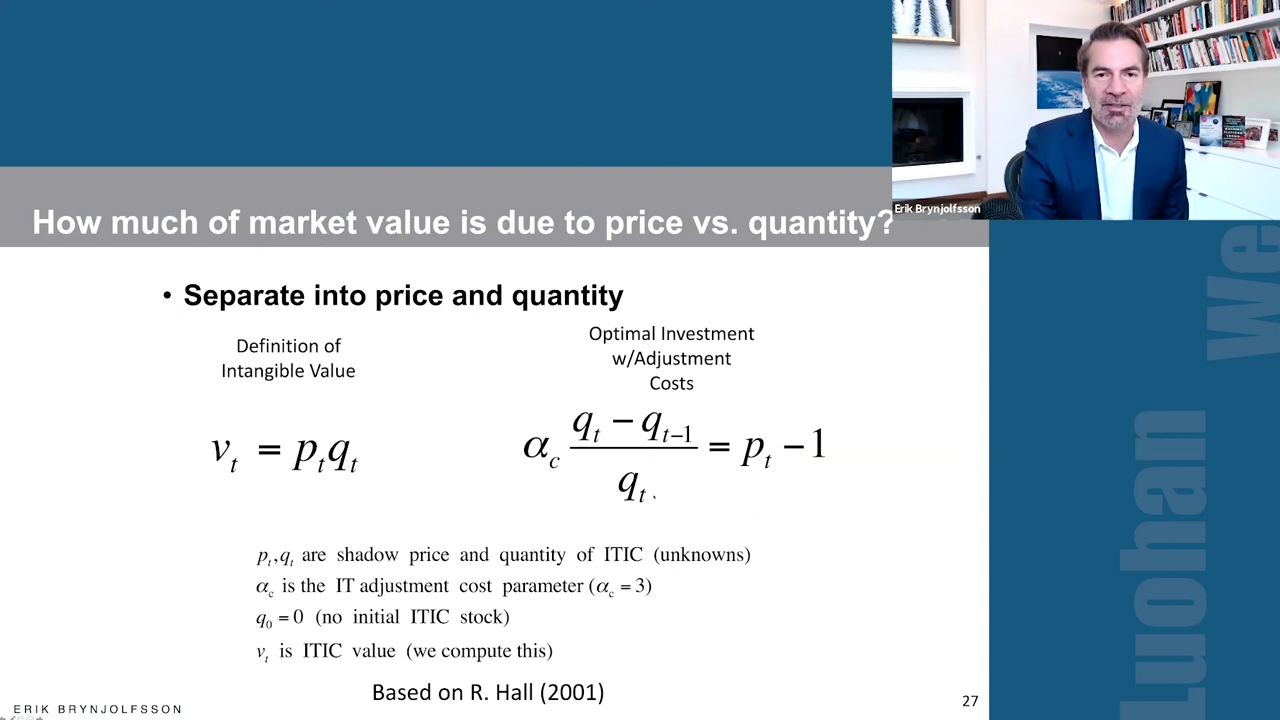 Erik Brynjolfsson
How much of market value is due to price vs. quantity?
• Separate into price and quantity
Definition of
Intangible Value
Optimal Investment
w/Adjustment
Costs
v_t = p_t q_t
α_c (q_t − q_{t−1}) / q_t = p_t − 1
p_t, q_t are shadow price and quantity of ITIC (unknowns)
α_c is the IT adjustment cost parameter (α_c = 3)
q_0 = 0 (no initial ITIC stock)
v_t is ITIC value (we compute this)
Based on R. Hall (2001)
ERIK BRYNJOLFSSON
27
Luohan We